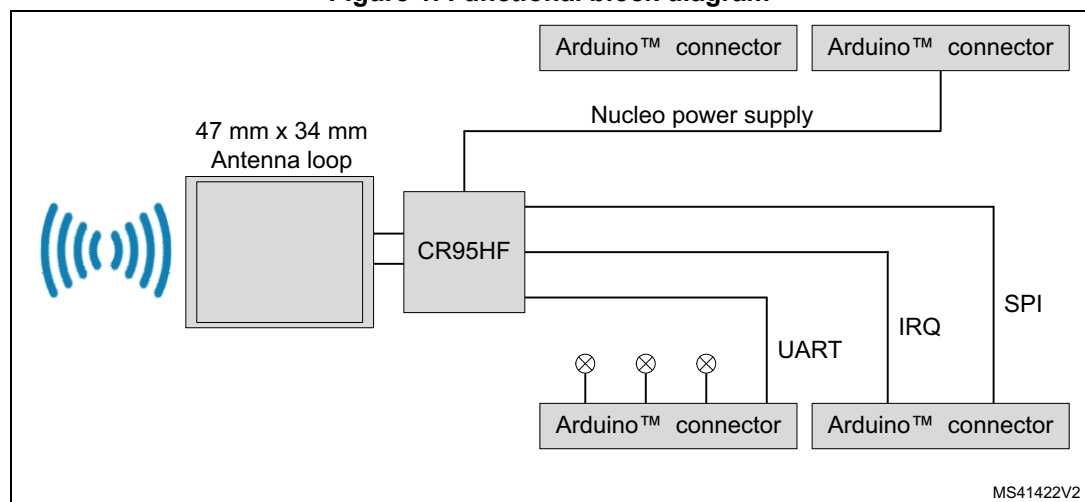 Figure 1. Functional block diagram
Arduino™ connector
Arduino™ connector
Nucleo power supply
47 mm x 34 mm
Antenna loop
CR95HF
SPI
IRQ
UART
Arduino™ connector
Arduino™ connector
MS41422V2